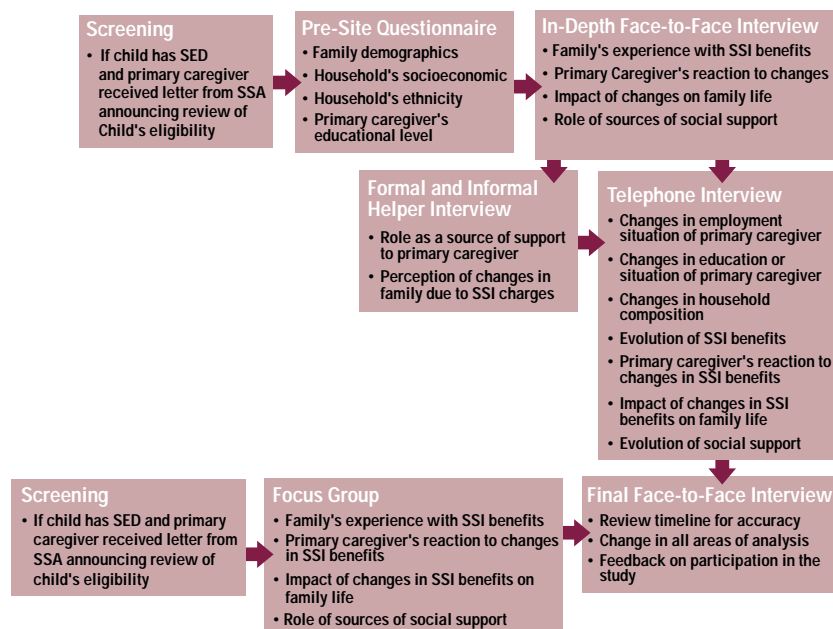 Screening
• If child has SED
and primary caregiver
received letter from SSA
announcing review of
Child's eligibility
Pre-Site Questionnaire
• Family demographics
• Household's socioeconomic
• Household's ethnicity
• Primary caregiver's
educational level
In-Depth Face-to-Face Interview
• Family's experience with SSI benefits
• Primary Caregiver's reaction to changes
• Impact of changes on family life
• Role of sources of social support
Formal and Informal
Helper Interview
• Role as a source of support
to primary caregiver
• Perception of changes in
family due to SSI charges
Telephone Interview
• Changes in employment
situation of primary caregiver
• Changes in education or
situation of primary caregiver
• Changes in household
composition
• Evolution of SSI benefits
• Primary caregiver's reaction to
changes in SSI benefits
• Impact of changes in SSI
benefits on family life
• Evolution of social support
Screening
• If child has SED and primary
caregiver received letter from
SSA announcing review of
child's eligibility
Focus Group
• Family's experience with SSI benefits
• Primary caregiver's reaction to changes
in SSI benefits
• Impact of changes in SSI benefits on
family life
• Role of sources of social support
Final Face-to-Face Interview
• Review timeline for accuracy
• Change in all areas of analysis
• Feedback on participation in the
study